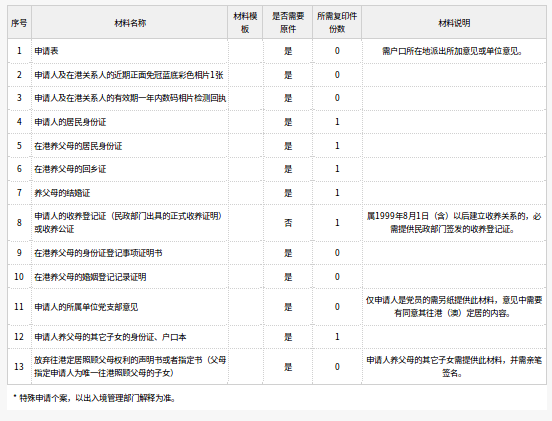 序号 材料名称 材料模板 是否需要原件 所需复印件份数 材料说明
1 申请表 是 0 需户口所在地派出所加意见或单位意见。
2 申请人及在港关系人的近期正面免冠蓝底彩色相片1张 是 0
3 申请人及在港关系人的有效期一年内数码相片检测回执 是 0
4 申请人的居民身份证 是 1
5 在港养父母的居民身份证 是 1
6 在港养父母的回乡证 是 1
7 养父母的结婚证 是 1
8 申请人的收养登记证（民政部门出具的正式收养证明）或收养公证 否 1 属1999年8月1日（含）以后建立收养关系的，必需提供民政部门签发的收养登记证。
9 在港养父母的身份证登记事项证明书 是 0
10 在港养父母的婚姻登记记录证明 是 0
11 申请人的所属单位党支部意见 是 0 仅申请人是党员的需另纸提供此材料，意见中需要有同意其往港（澳）定居的内容。
12 申请人养父母的其它子女的身份证、户口本 是 1
13 放弃往港定居照顾父母权利的声明书或者指定书（父母指定申请人为唯一往港照顾父母的子女） 是 0 申请人养父母的其它子女需提供此材料，并需亲笔签名。
* 特殊申请个案，以出入境管理部门解释为准。